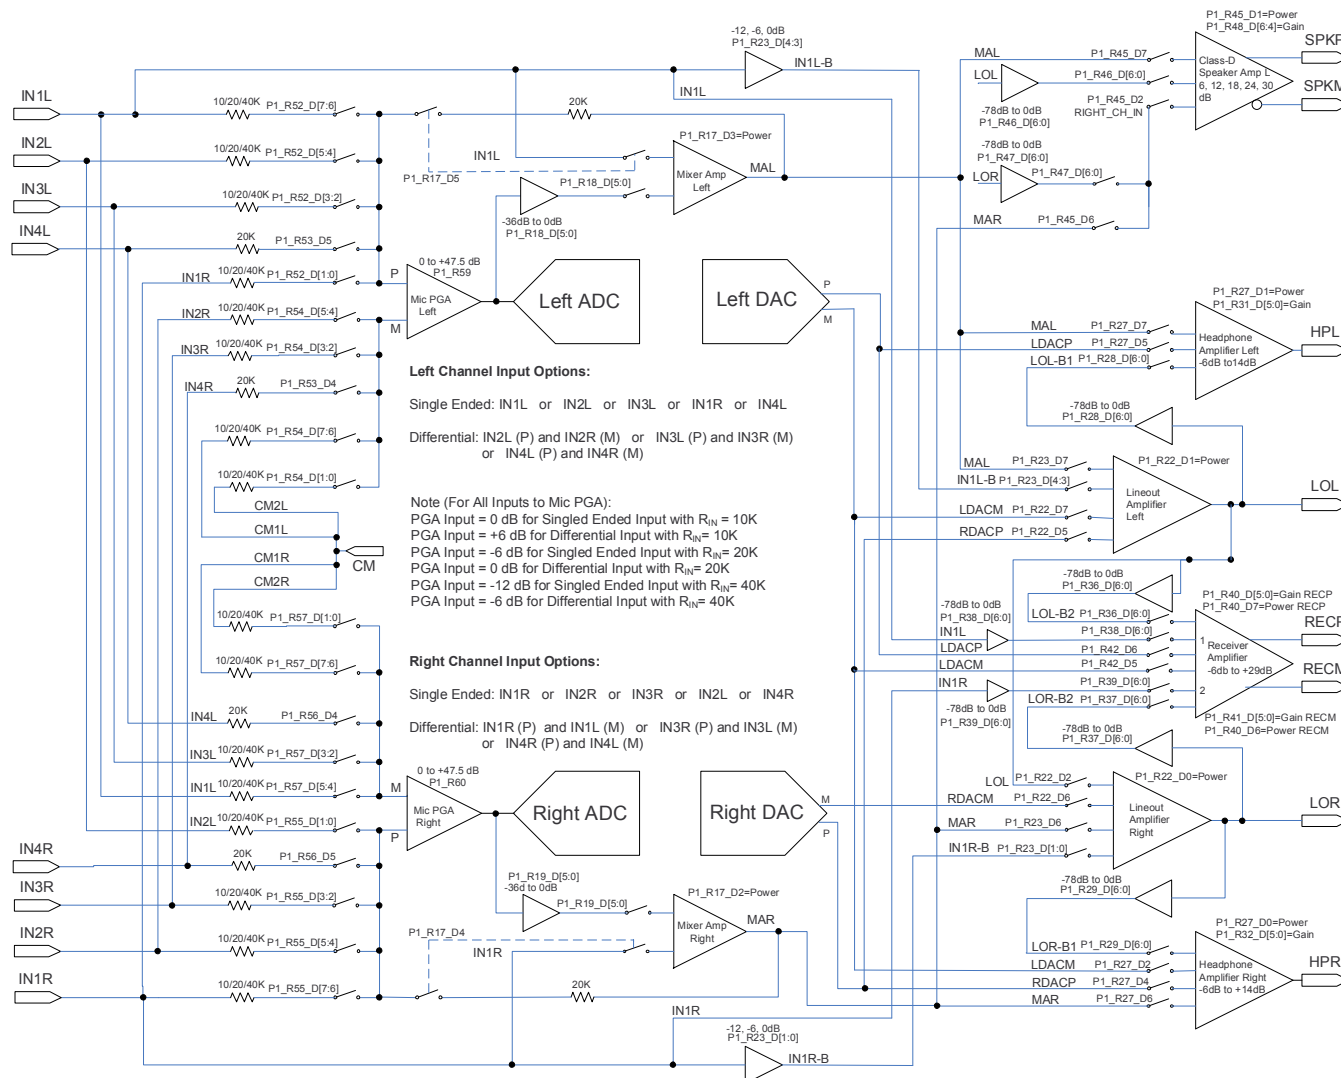 P1_R45_D1=Power
P1_R48_D[6:4]=Gain
SPKP
SPKM
MAL
P1_R45_D7
LOL
P1_R46_D[6:0]
Class-D
Speaker Amp L
6, 12, 18, 24, 30
dB
-78dB to 0dB
P1_R46_D[6:0]
P1_R45_D2
RIGHT_CH_IN
-78dB to 0dB
P1_R47_D[6:0]
LOR
P1_R47_D[6:0]
MAR
P1_R45_D6
-12, -6, 0dB
P1_R23_D[4:3]
IN1L-B
IN1L
IN1L
10/20/40K
P1_R52_D[7:6]
20K
IN2L
10/20/40K
P1_R52_D[5:4]
IN1L
P1_R17_D5
P1_R17_D3=Power
Mixer Amp
Left
MAL
P1_R18_D[5:0]
-36dB to 0dB
P1_R18_D[5:0]
IN3L
10/20/40K
P1_R52_D[3:2]
IN4L
20K
P1_R53_D5
IN1R
10/20/40K
P1_R52_D[1:0]
0 to +47.5 dB
P1_R59
P
Mic PGA
Left
M
Left ADC
Left DAC
P
M
IN2R
10/20/40K
P1_R54_D[5:4]
IN3R
10/20/40K
P1_R54_D[3:2]
IN4R
20K
P1_R53_D4
10/20/40K
P1_R54_D[7:6]
10/20/40K
P1_R54_D[1:0]
CM2L
CM1L
CM1R
CM2R
CM
10/20/40K
P1_R57_D[1:0]
10/20/40K
P1_R57_D[7:6]
Left Channel Input Options:
Single Ended: IN1L or IN2L or IN3L or IN1R or IN4L
Differential: IN2L (P) and IN2R (M) or IN3L (P) and IN3R (M)
or IN4L (P) and IN4R (M)
Note (For All Inputs to Mic PGA):
PGA Input = 0 dB for Singled Ended Input with RIN = 10K
PGA Input = +6 dB for Differential Input with RIN= 10K
PGA Input = -6 dB for Singled Ended Input with RIN= 20K
PGA Input = 0 dB for Differential Input with RIN= 20K
PGA Input = -12 dB for Singled Ended Input with RIN= 40K
PGA Input = -6 dB for Differential Input with RIN= 40K
Right Channel Input Options:
Single Ended: IN1R or IN2R or IN3R or IN2L or IN4R
Differential: IN1R (P) and IN1L (M) or IN3R (P) and IN3L (M)
or IN4R (P) and IN4L (M)
P1_R27_D1=Power
P1_R31_D[5:0]=Gain
MAL
P1_R27_D7
LDACP
P1_R27_D5
LOL-B1
P1_R28_D[6:0]
Headphone
Amplifier Left
-6dB to14dB
HPL
-78dB to 0dB
P1_R28_D[6:0]
MAL
P1_R23_D7
IN1L-B
P1_R23_D[4:3]
P1_R22_D1=Power
LDACM
P1_R22_D7
RDACP
P1_R22_D5
Lineout
Amplifier
Left
LOL
-78dB to 0dB
P1_R36_D[6:0]
P1_R40_D[5:0]=Gain RECP
P1_R40_D7=Power RECP
-78dB to 0dB
P1_R38_D[6:0]
LOL-B2
P1_R36_D[6:0]
IN1L
P1_R38_D[6:0]
1
LDACP
P1_R42_D6
LDACM
P1_R42_D5
IN1R
P1_R39_D[6:0]
2
LOR-B2
P1_R37_D[6:0]
-78dB to 0dB
P1_R39_D[6:0]
Receiver
Amplifier
-6db to +29dB
RECP
RECM
P1_R41_D[5:0]=Gain RECM
P1_R40_D6=Power RECM
-78dB to 0dB
P1_R37_D[6:0]
IN4L
20K
P1_R56_D4
IN3L
10/20/40K
P1_R57_D[3:2]
IN1L
10/20/40K
P1_R57_D[5:4]
IN2L
10/20/40K
P1_R55_D[1:0]
0 to +47.5 dB
P1_R60
M
Mic PGA
Right
P
Right ADC
Right DAC
M
P
LOL
P1_R22_D2
RDACM
P1_R22_D6
MAR
P1_R23_D6
IN1R-B
P1_R23_D[1:0]
P1_R22_D0=Power
Lineout
Amplifier
Right
LOR
-78dB to 0dB
P1_R29_D[6:0]
IN4R
20K
P1_R56_D5
IN3R
10/20/40K
P1_R55_D[3:2]
IN2R
10/20/40K
P1_R55_D[5:4]
IN1R
10/20/40K
P1_R55_D[7:6]
P1_R19_D[5:0]
-36d to 0dB
P1_R19_D[5:0]
P1_R17_D2=Power
Mixer Amp
Right
MAR
P1_R17_D4
IN1R
20K
IN1R
-12, -6, 0dB
P1_R23_D[1:0]
IN1R-B
P1_R27_D0=Power
P1_R32_D[5:0]=Gain
LOR-B1
P1_R29_D[6:0]
LDACM
P1_R27_D2
RDACP
P1_R27_D4
MAR
P1_R27_D6
Headphone
Amplifier Right
-6dB to +14dB
HPR